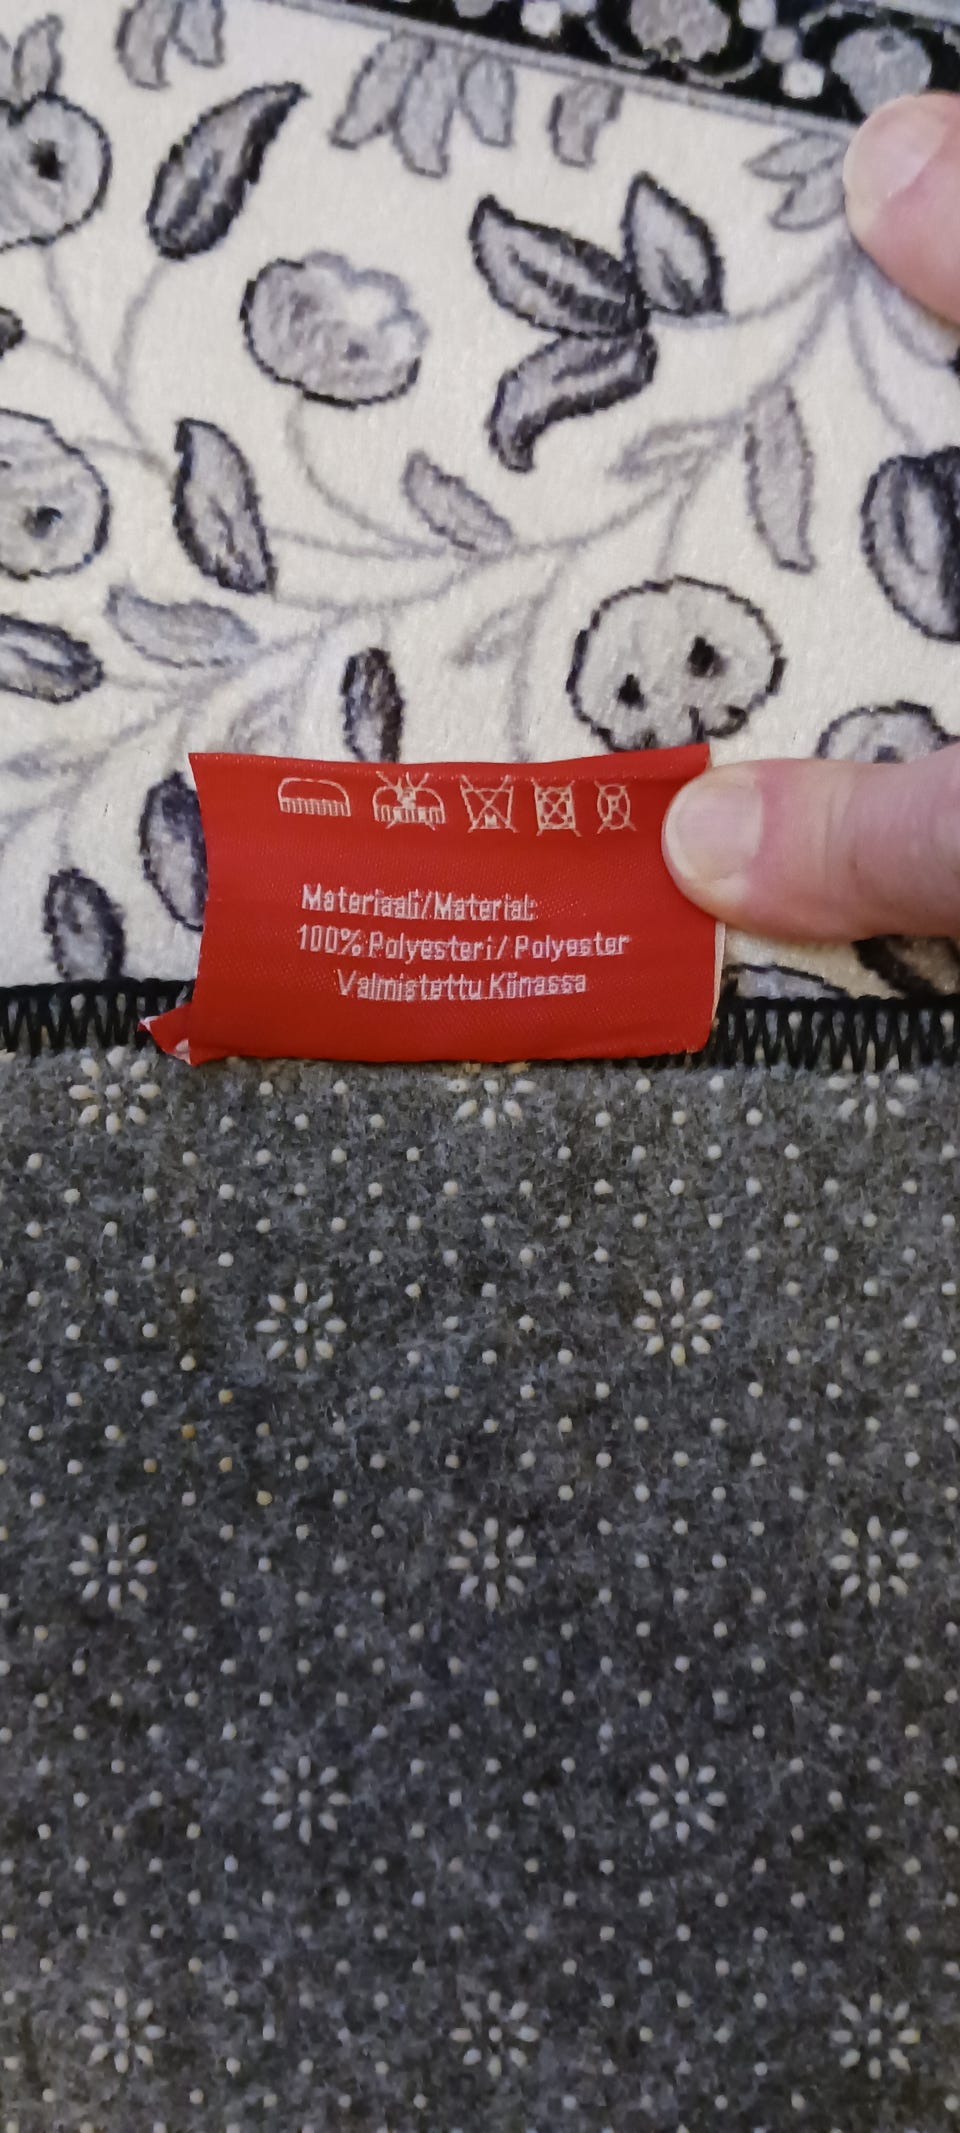 Materiaali/Material:
100% Polyesteri/Polyester
Valmistettu Kiinassa